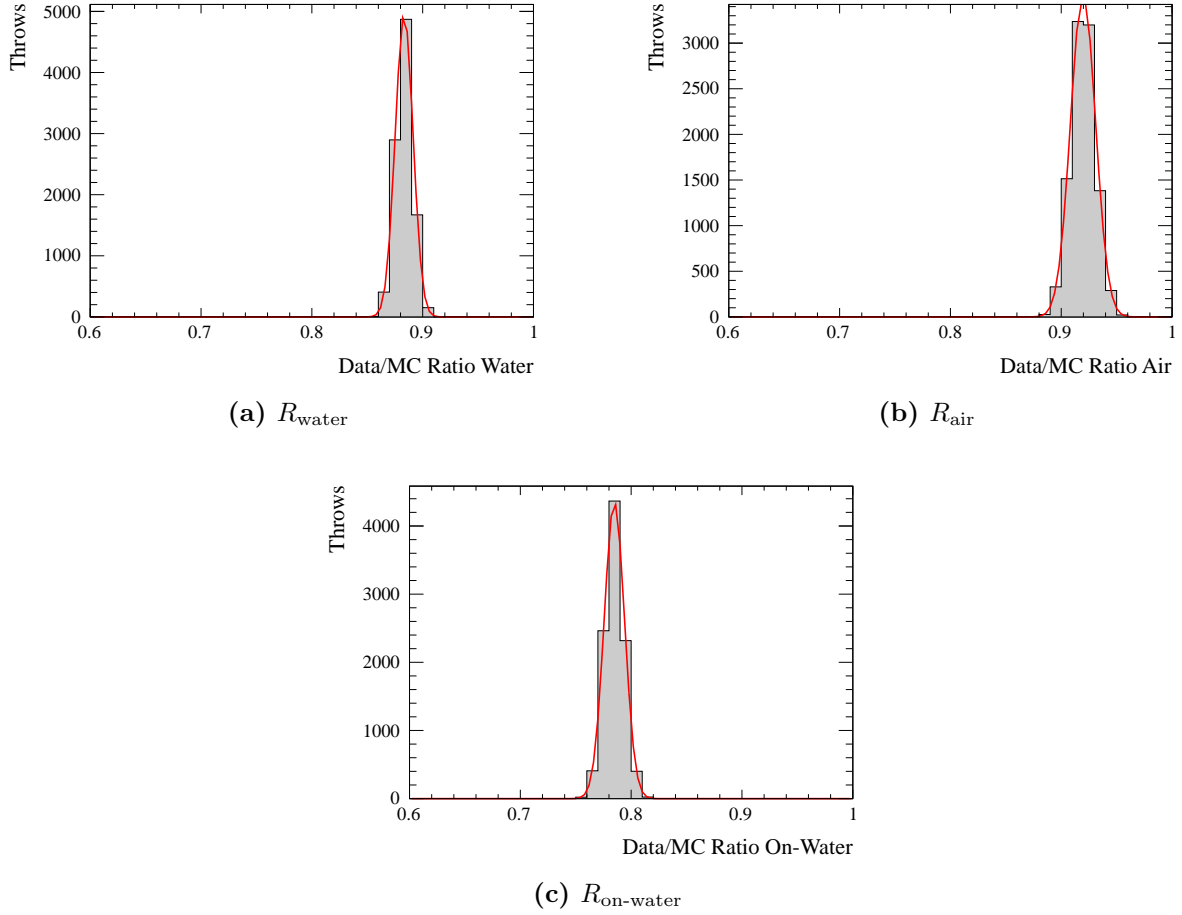 Throws
5000
4000
3000
2000
1000
0
0.6 0.7 0.8 0.9 1
Data/MC Ratio Water
(a) R_water
Throws
3000
2500
2000
1500
1000
500
0
0.6 0.7 0.8 0.9 1
Data/MC Ratio Air
(b) R_air
Throws
4000
3000
2000
1000
0
0.6 0.7 0.8 0.9 1
Data/MC Ratio On-Water
(c) R_on-water